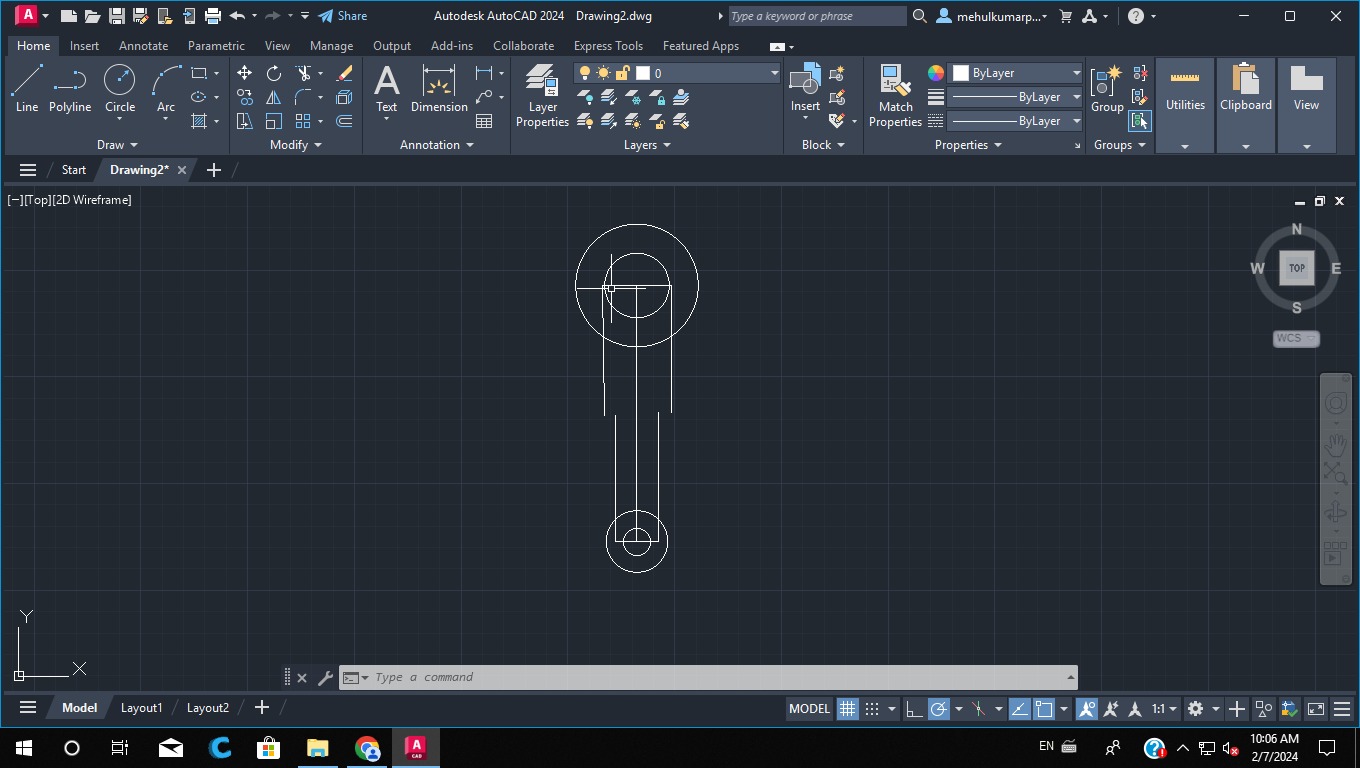 A Share Autodesk AutoCAD 2024 Drawing2.dwg Type a keyword or phrase mehulkumarp...
Home Insert Annotate Parametric View Manage Output Add-ins Collaborate Express Tools Featured Apps
0 ByLayer
Line Polyline Circle Arc Text Dimension Layer Properties Insert Match Properties ByLayer Group Utilities Clipboard View
ByLayer
Draw Modify Annotation Layers Block Properties Groups
Start Drawing2*
[−][Top][2D Wireframe]
N
W TOP E
S
WCS
Y
X
Type a command
Model Layout1 Layout2 MODEL 1:1
EN 10:06 AM
2/7/2024
A CAD